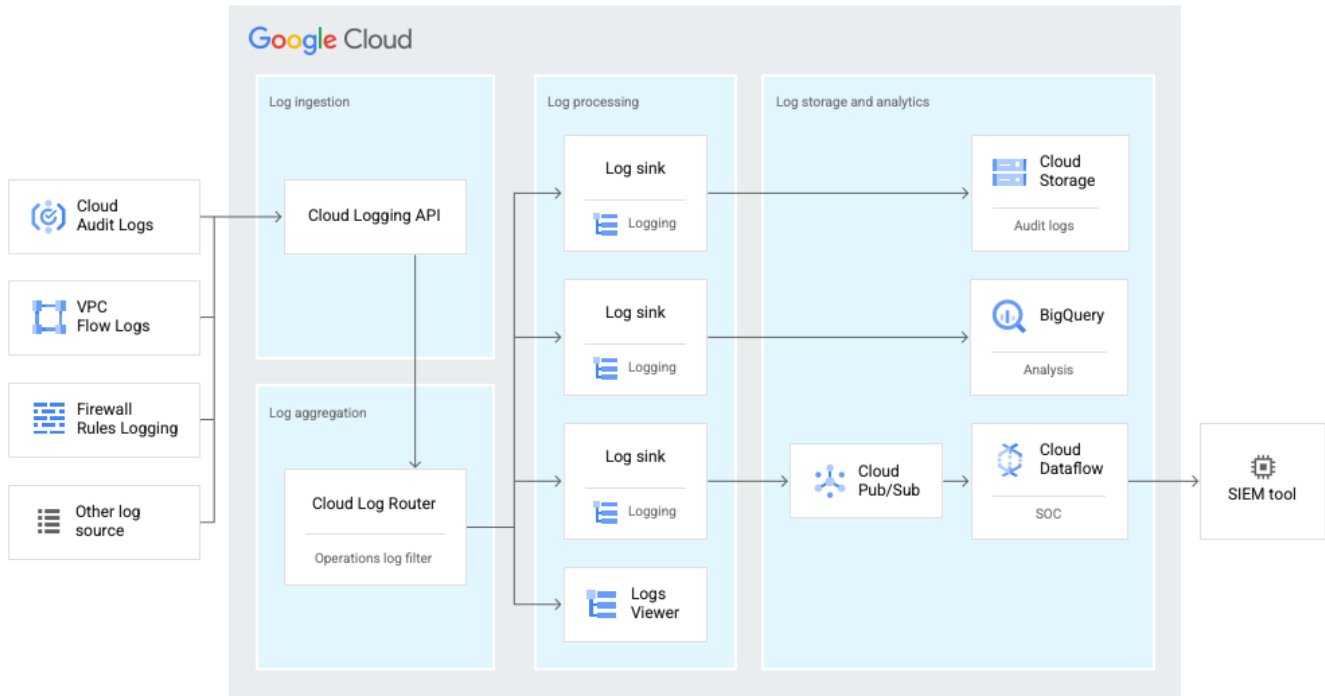 Google Cloud
Log ingestion
Log processing
Log storage and analytics
Cloud
Audit Logs
VPC
Flow Logs
Firewall
Rules Logging
Other log
source
Cloud Logging API
Log aggregation
Cloud Log Router
Operations log filter
Log sink
Logging
Log sink
Logging
Log sink
Logging
Logs
Viewer
Cloud
Storage
Audit logs
BigQuery
Analysis
Cloud
Pub/Sub
Cloud
Dataflow
SOC
SIEM tool